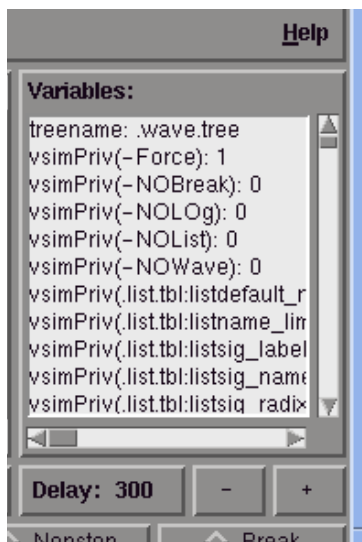 Help
Variables:
treename: .wave.tree
vsimPriv(-Force): 1
vsimPriv(-NOBreak): 0
vsimPriv(-NOLOg): 0
vsimPriv(-NOList): 0
vsimPriv(-NOWave): 0
vsimPriv(.list.tbl:listdefault_r
vsimPriv(.list.tbl:listname_lim
vsimPriv(.list.tbl:listsig_label
vsimPriv(.list.tbl:listsig_name
vsimPriv(.list.tbl:listsig_radix
Delay: 300 - +
Nonstop Break